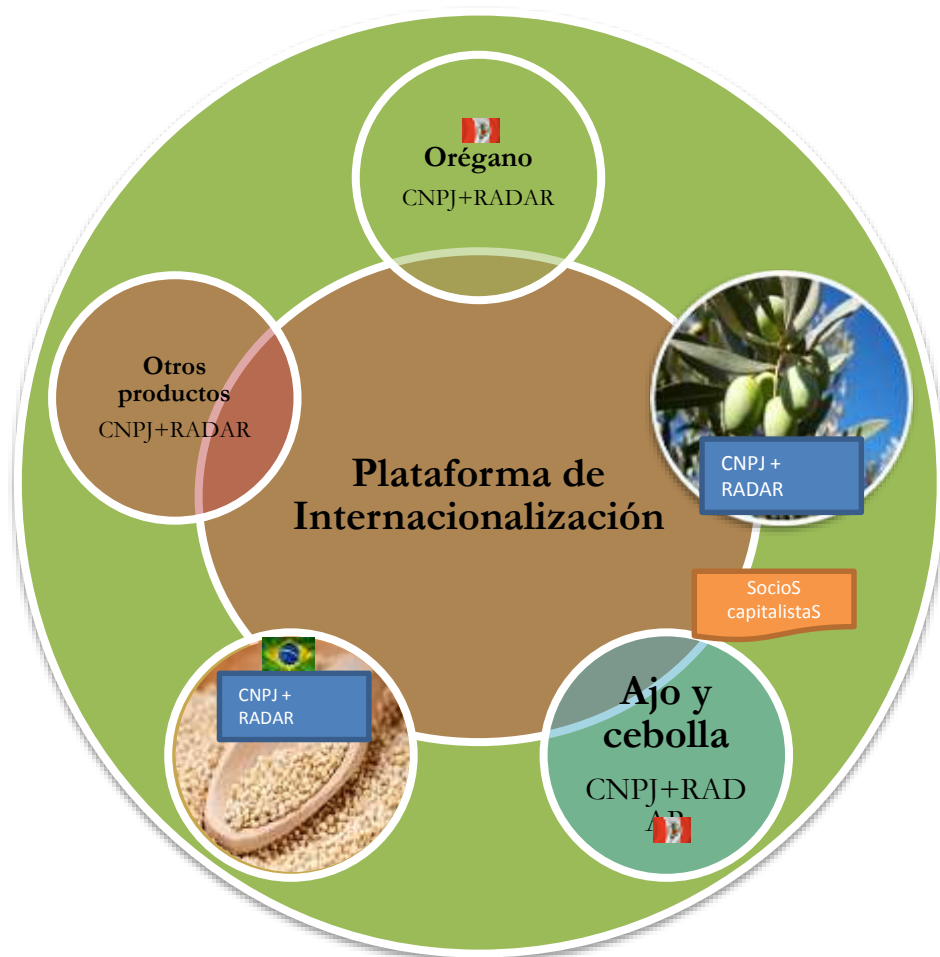 Orégano
CNPJ+RADAR
Otros
productos
CNPJ+RADAR
Plataforma de
Internacionalización
CNPJ +
RADAR
SocioS
capitalistaS
CNPJ +
RADAR
Ajo y
cebolla
CNPJ+RAD
AR